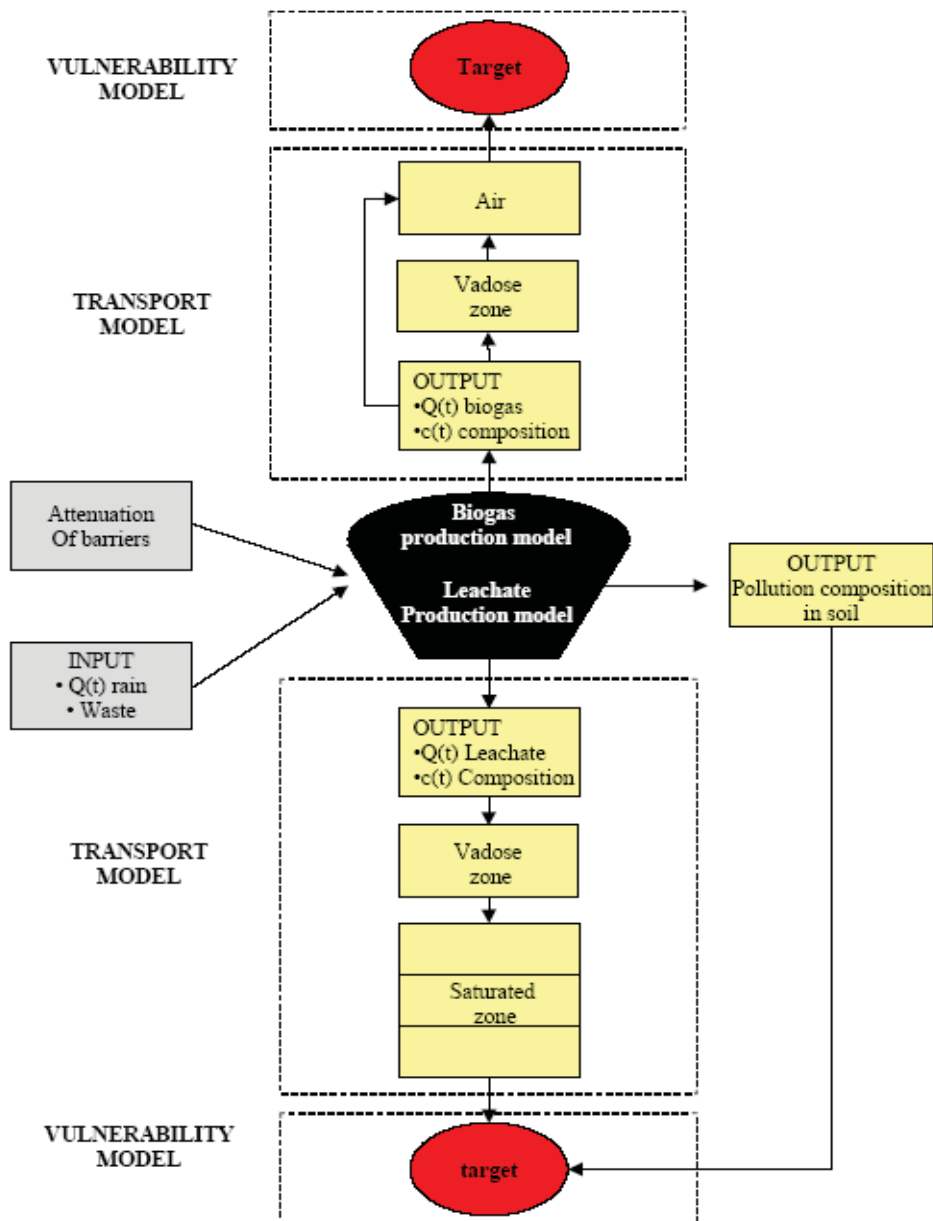 VULNERABILITY
MODEL
Target
TRANSPORT
MODEL
Air
Vadose
zone
OUTPUT
•Q(t) biogas
•c(t) composition
Attenuation
Of barriers
INPUT
• Q(t) rain
• Waste
Biogas
production model
Leachate
Production model
OUTPUT
Pollution composition
in soil
TRANSPORT
MODEL
OUTPUT
•Q(t) Leachate
•c(t) Composition
Vadose
zone
Saturated
zone
VULNERABILITY
MODEL
target